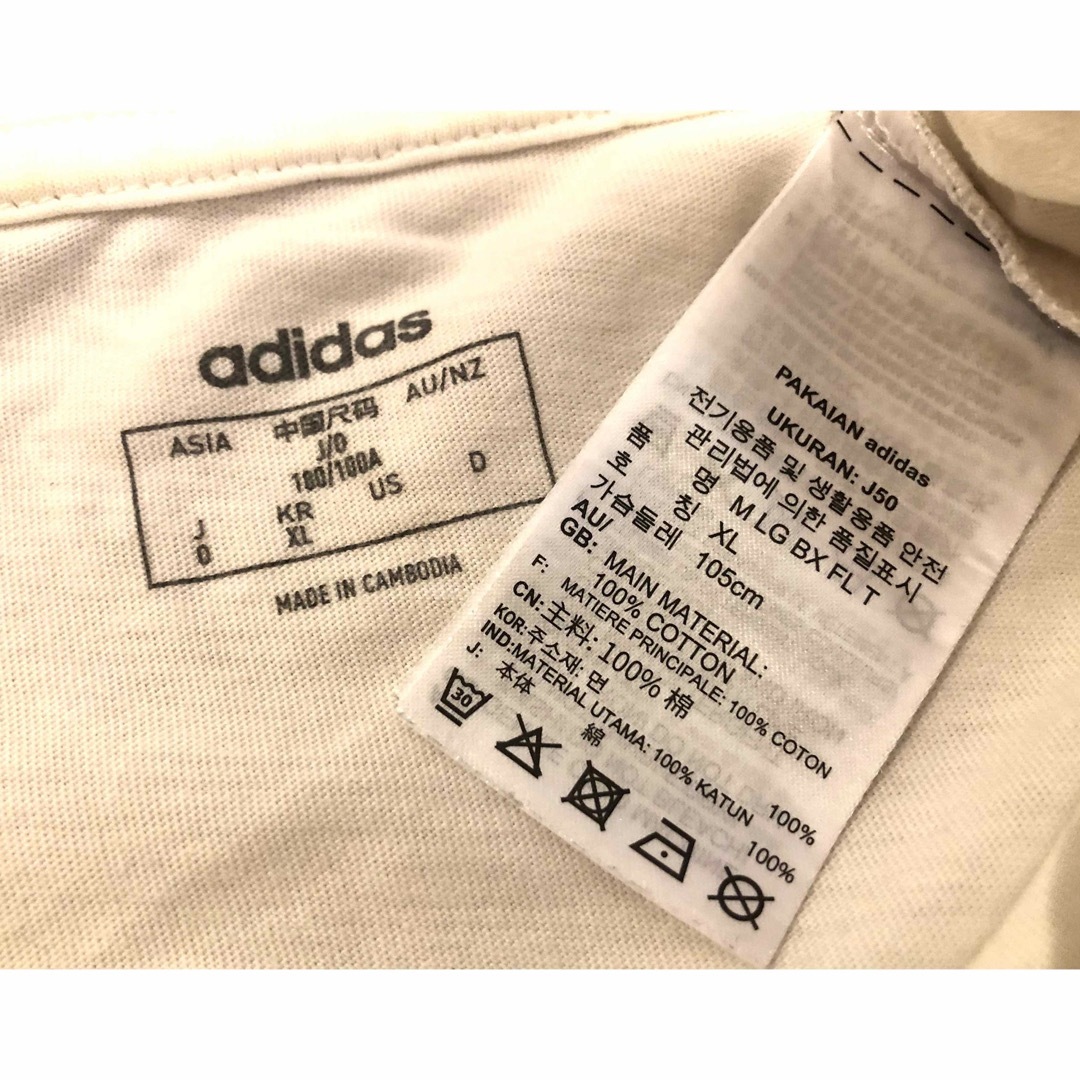 adidas
ASIA 中国尺码 AU/NZ
J/O
180/100A
US D
J KR
O XL
MADE IN CAMBODIA
PAKAIAN adidas
UKURAN: J50
전기용품 및 생활용품 안전
관리법에 의한 품질표시
품 명 M LG BX FL T
호 칭 XL
가슴둘레 105cm
AU/
GB: MAIN MATERIAL:
100% COTTON
F: MATIERE PRINCIPALE: 100% COTON
CN: 主料: 100% 棉
KOR: 주소재: 면 100%
IND: MATERIAL UTAMA: 100% KATUN
J: 本体 綿 100%
30